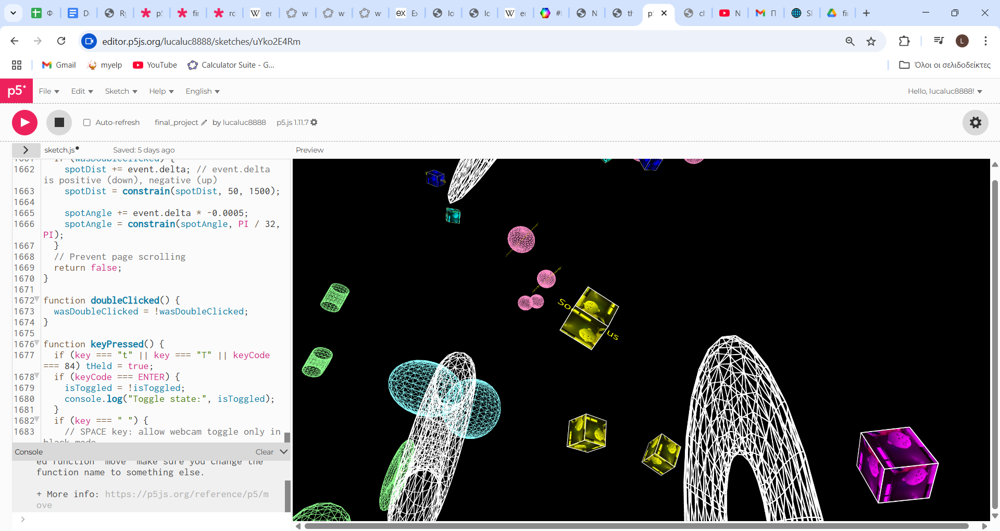 Φ
D
Ry
p!
fir
rc
er
w
w
w
Ex
lo
lc
er
#
N
th
p:
cl
N
Π
SI
fi
editor.p5js.org/lucaluc8888/sketches/uYko2E4Rm
L
Gmail
myelp
YouTube
Calculator Suite - G...
Όλοι οι σελιδοδείκτες
p5*
File
Edit
Sketch
Help
English
Hello, lucaluc8888!
Auto-refresh
final_project
by lucaluc8888
p5.js 1.11.7
sketch.js
Saved: 5 days ago
Preview
1661 if (wasDoubleClicked) {
1662 spotDist += event.delta; // event.delta
is positive (down), negative (up)
1663 spotDist = constrain(spotDist, 50, 1500);
1664
1665 spotAngle += event.delta * -0.0005;
1666 spotAngle = constrain(spotAngle, PI / 32,
PI);
1667 }
1668 // Prevent page scrolling
1669 return false;
1670 }
1671
1672 function doubleClicked() {
1673 wasDoubleClicked = !wasDoubleClicked;
1674 }
1675
1676 function keyPressed() {
1677 if (key === "t" || key === "T" || keyCode
=== 84) tHeld = true;
1678 if (keyCode === ENTER) {
1679 isToggled = !isToggled;
1680 console.log("Toggle state:", isToggled);
1681 }
1682 if (key === " ") {
1683 // SPACE key: allow webcam toggle only in
black mode
Console
Clear
ed function "move" make sure you change the
function name to something else.
+ More info: https://p5js.org/reference/p5/m
ove
>
So
us